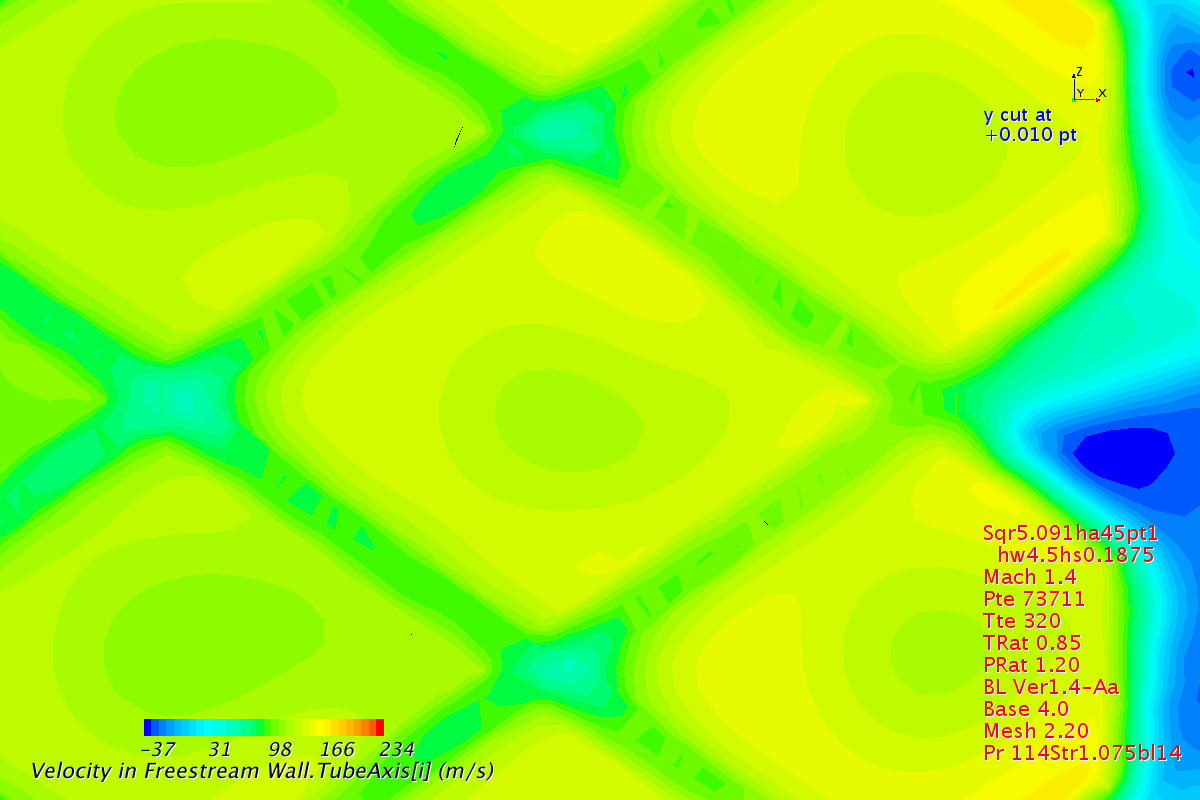 Z
Y X
y cut at
+0.010 pt
Sqr5.091ha45pt1
hw4.5hs0.1875
Mach 1.4
Pte 73711
Tte 320
TRat 0.85
PRat 1.20
BL Ver1.4-Aa
Base 4.0
Mesh 2.20
Pr 114Str1.075bl14
-37 31 98 166 234
Velocity in Freestream Wall.TubeAxis[i] (m/s)